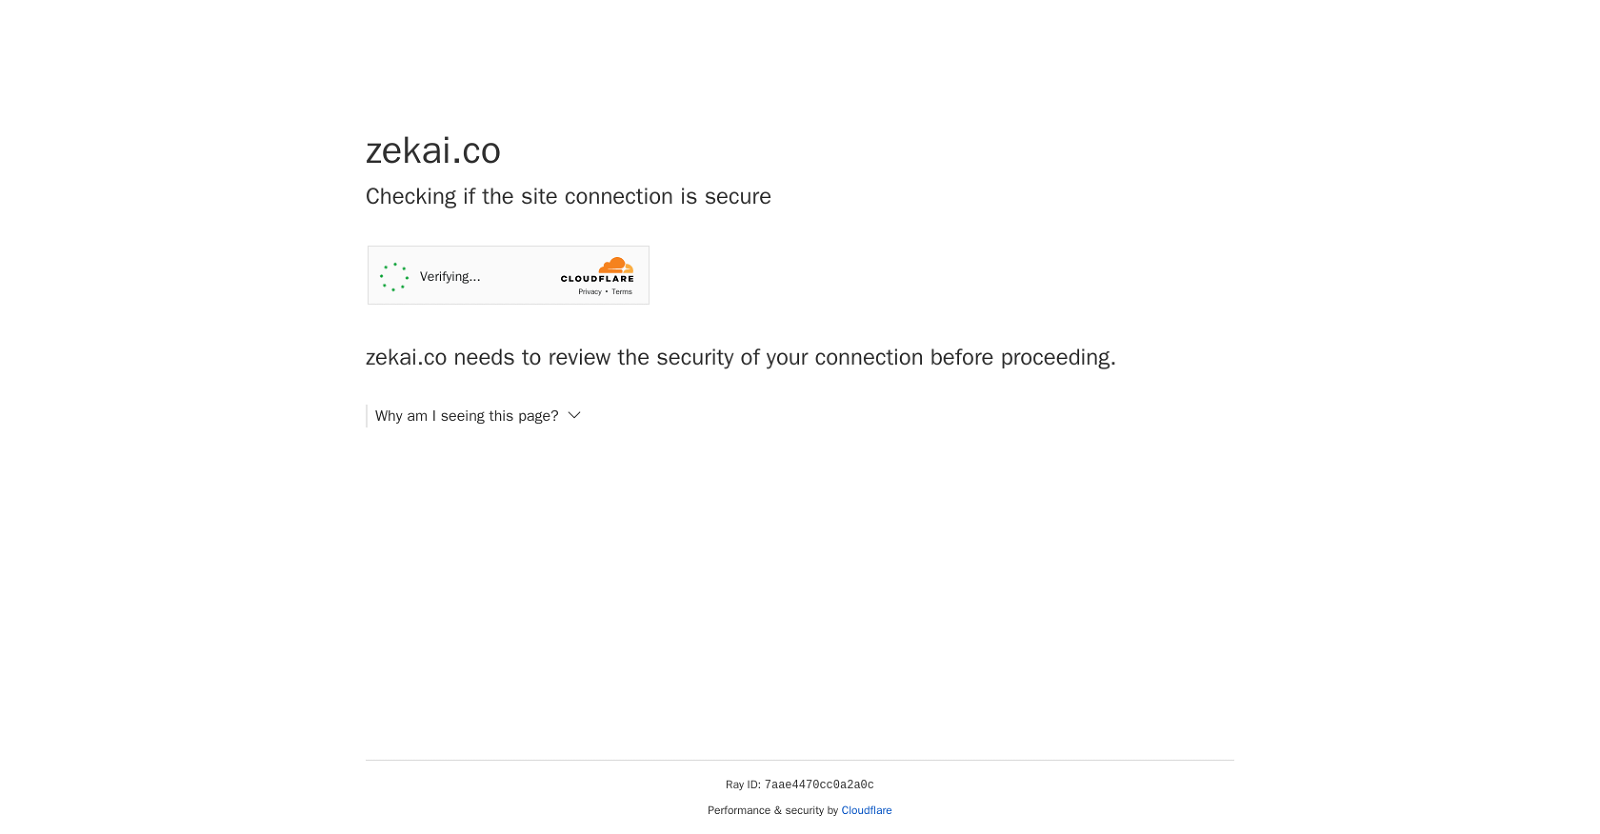 zekai.co
Checking if the site connection is secure
Verifying...
CLOUDFLARE
Privacy • Terms
zekai.co needs to review the security of your connection before proceeding.
Why am I seeing this page?
Ray ID: 7aae4470cc0a2a0c
Performance & security by Cloudflare